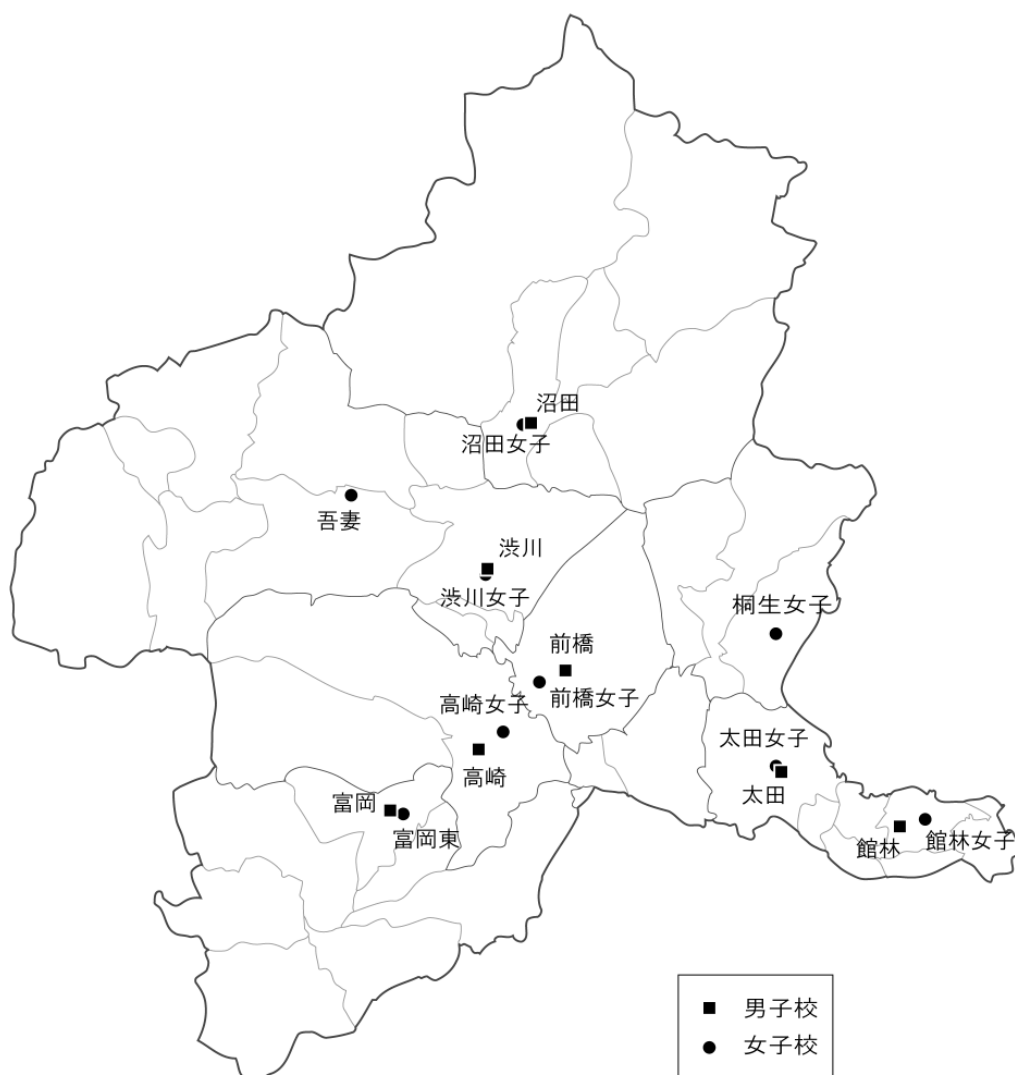 沼田
沼田女子
吾妻
渋川
渋川女子
桐生女子
前橋
前橋女子
高崎女子
高崎
太田女子
太田
富岡
富岡東
館林
館林女子
男子校
女子校